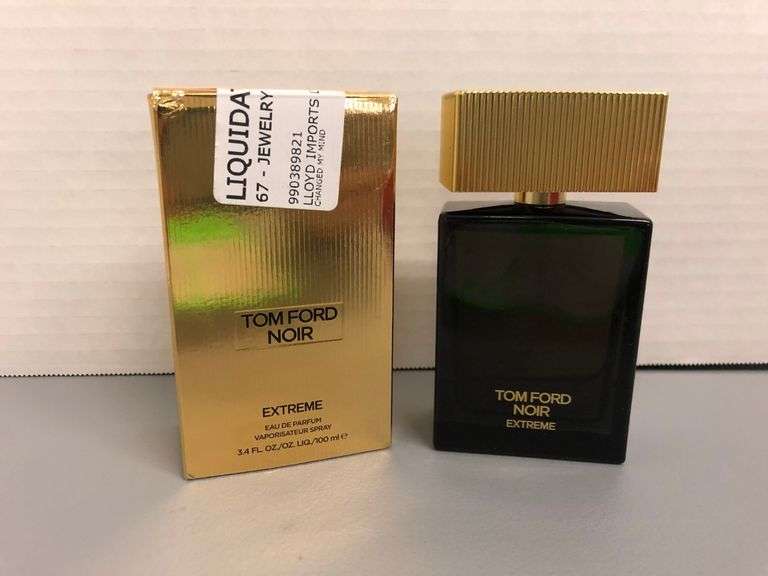 LIQUIDA
67 - JEWELRY
990389821
LLOYD IMPORTS
CHANGED MY MIND
TOM FORD
NOIR
EXTREME
EAU DE PARFUM
VAPORISATEUR SPRAY
3.4 FL. OZ./OZ. LIQ./100 ml e
TOM FORD
NOIR
EXTREME